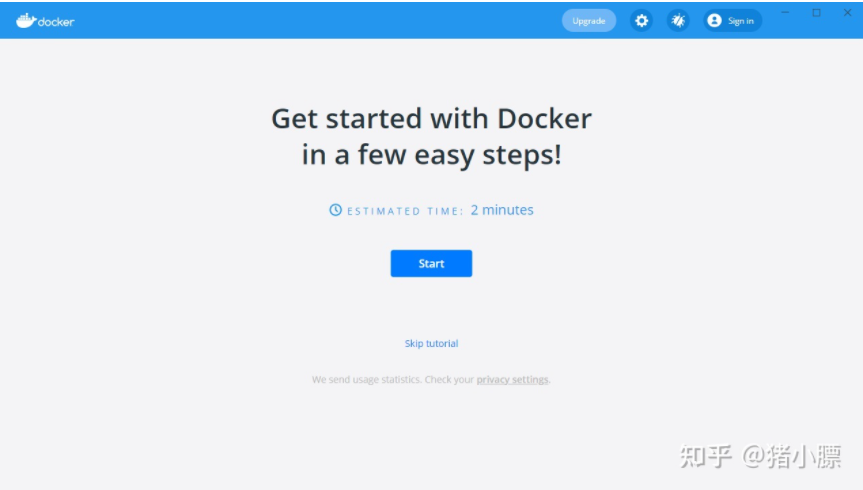 docker
Upgrade
Sign in
Get started with Docker
in a few easy steps!
ESTIMATED TIME: 2 minutes
Start
Skip tutorial
We send usage statistics. Check your privacy settings.
知乎 @猪小膘